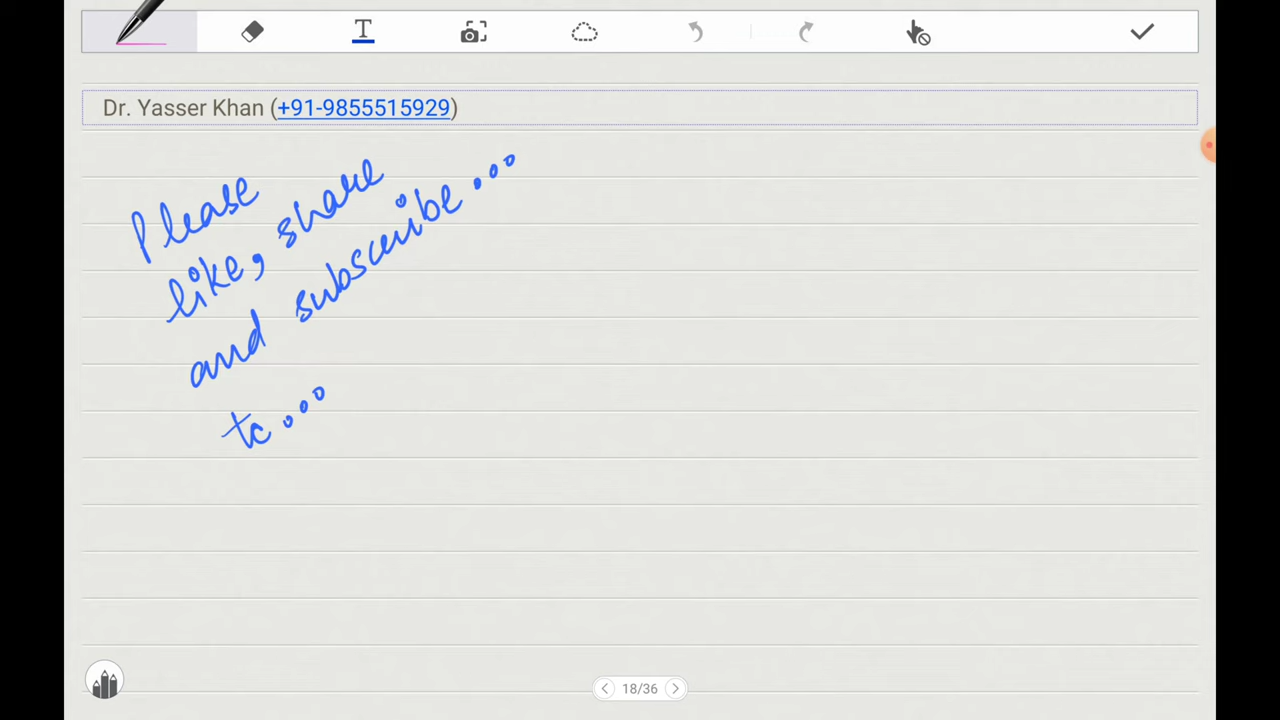 T
Dr. Yasser Khan (+91-9855515929)
Please
like, share
and subscribe...
tc...
18/36